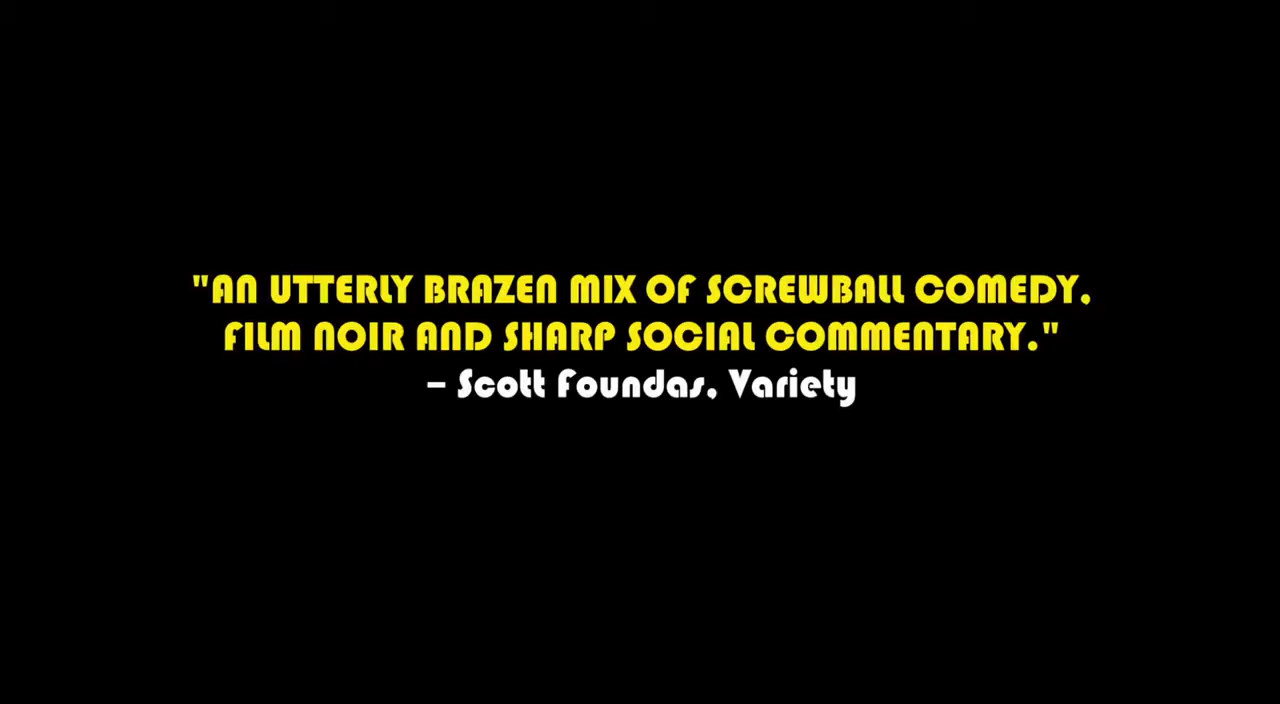 "AN UTTERLY BRAZEN MIX OF SCREWBALL COMEDY,
FILM NOIR AND SHARP SOCIAL COMMENTARY."
– Scott Foundas, Variety